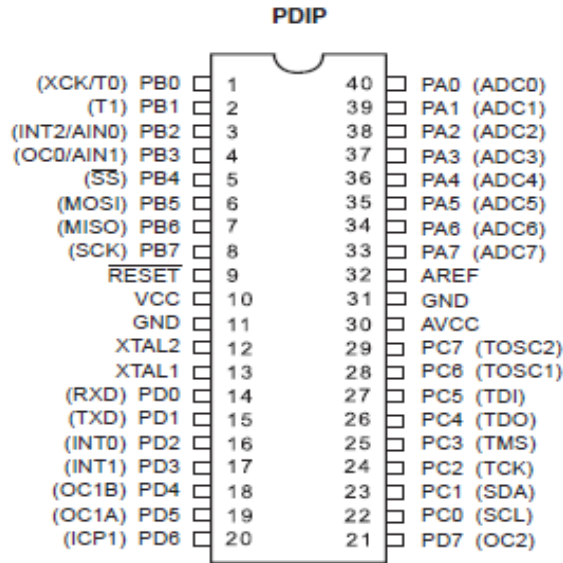 PDIP
(XCK/T0) PB0 1 40 PA0 (ADC0)
(T1) PB1 2 39 PA1 (ADC1)
(INT2/AIN0) PB2 3 38 PA2 (ADC2)
(OC0/AIN1) PB3 4 37 PA3 (ADC3)
(S̅S̅) PB4 5 36 PA4 (ADC4)
(MOSI) PB5 6 35 PA5 (ADC5)
(MISO) PB6 7 34 PA6 (ADC6)
(SCK) PB7 8 33 PA7 (ADC7)
R̅E̅S̅E̅T̅ 9 32 AREF
VCC 10 31 GND
GND 11 30 AVCC
XTAL2 12 29 PC7 (TOSC2)
XTAL1 13 28 PC6 (TOSC1)
(RXD) PD0 14 27 PC5 (TDI)
(TXD) PD1 15 26 PC4 (TDO)
(INT0) PD2 16 25 PC3 (TMS)
(INT1) PD3 17 24 PC2 (TCK)
(OC1B) PD4 18 23 PC1 (SDA)
(OC1A) PD5 19 22 PC0 (SCL)
(ICP1) PD6 20 21 PD7 (OC2)